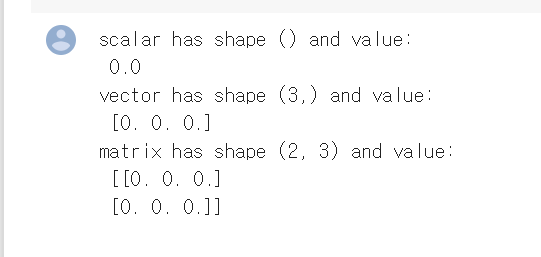 scalar has shape () and value:
0.0
vector has shape (3,) and value:
[0. 0. 0.]
matrix has shape (2, 3) and value:
[[0. 0. 0.]
[0. 0. 0.]]